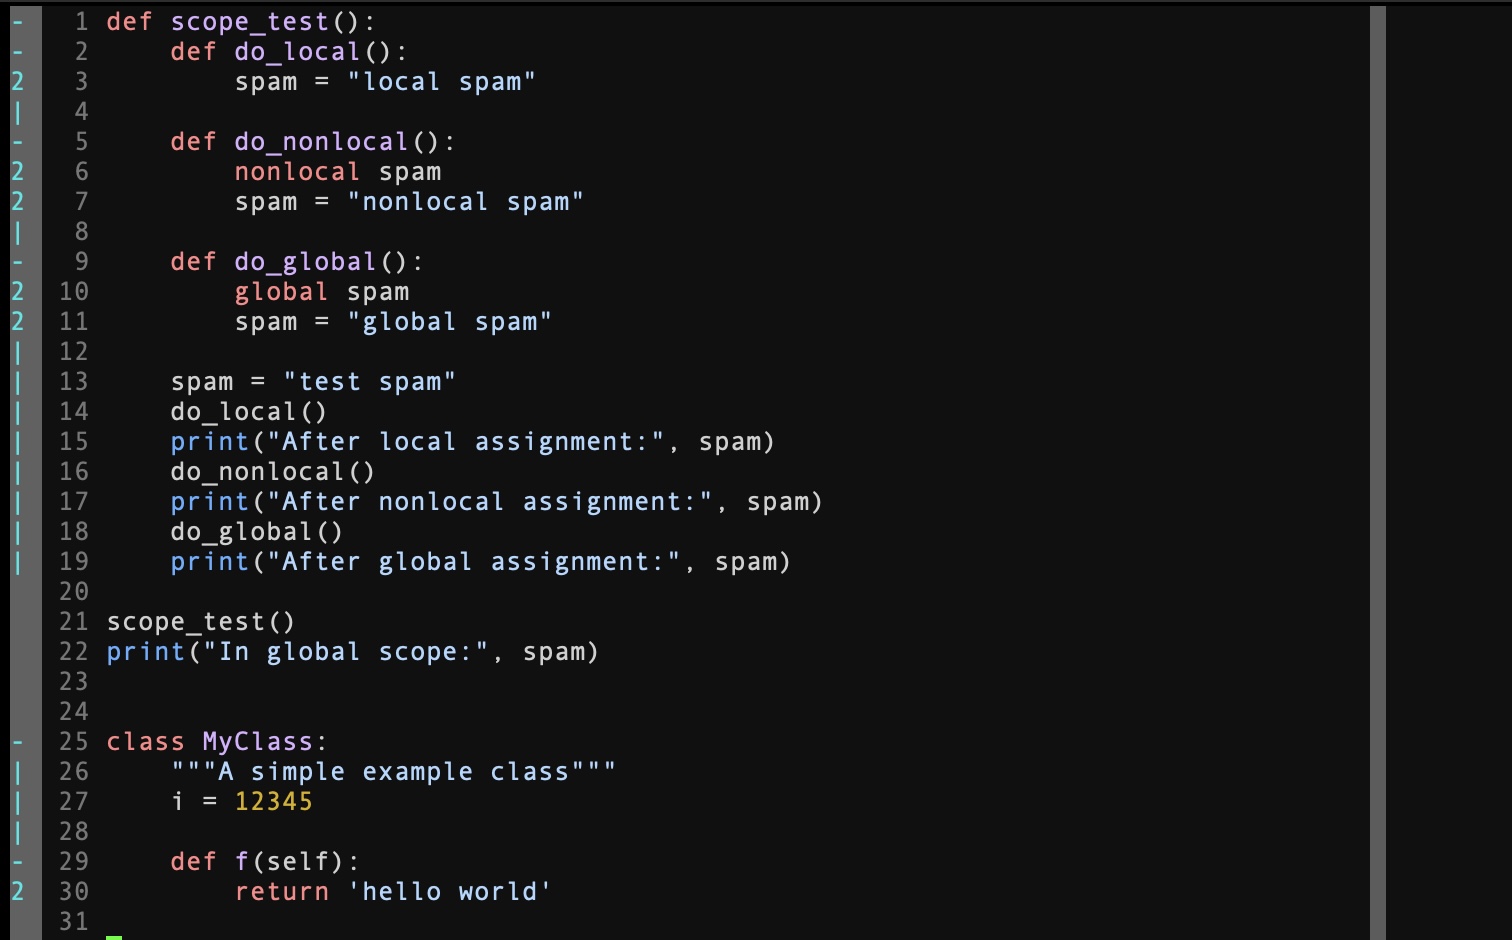 - 1 def scope_test():
- 2     def do_local():
2 3         spam = "local spam"
| 4
- 5     def do_nonlocal():
2 6         nonlocal spam
2 7         spam = "nonlocal spam"
| 8
- 9     def do_global():
2 10         global spam
2 11         spam = "global spam"
| 12
| 13     spam = "test spam"
| 14     do_local()
| 15     print("After local assignment:", spam)
| 16     do_nonlocal()
| 17     print("After nonlocal assignment:", spam)
| 18     do_global()
| 19     print("After global assignment:", spam)
20
21 scope_test()
22 print("In global scope:", spam)
23
24
- 25 class MyClass:
| 26     """A simple example class"""
| 27     i = 12345
| 28
- 29     def f(self):
2 30         return 'hello world'
31